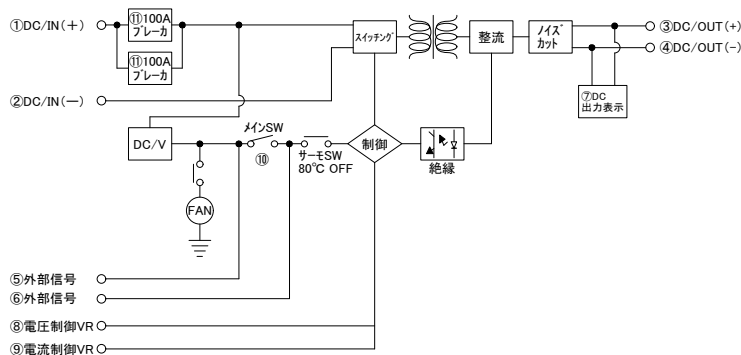 ①DC/IN(+)
⑪100A
ブレーカ
⑪100A
ブレーカ
スイッチング
整流
ノイズ
カット
③DC/OUT(+)
④DC/OUT(-)
②DC/IN(ー)
⑦DC
出力表示
DC/V
メインSW
⑩
サーモSW
80℃ OFF
制御
絶縁
FAN
⑤外部信号
⑥外部信号
⑧電圧制御VR
⑨電流制御VR